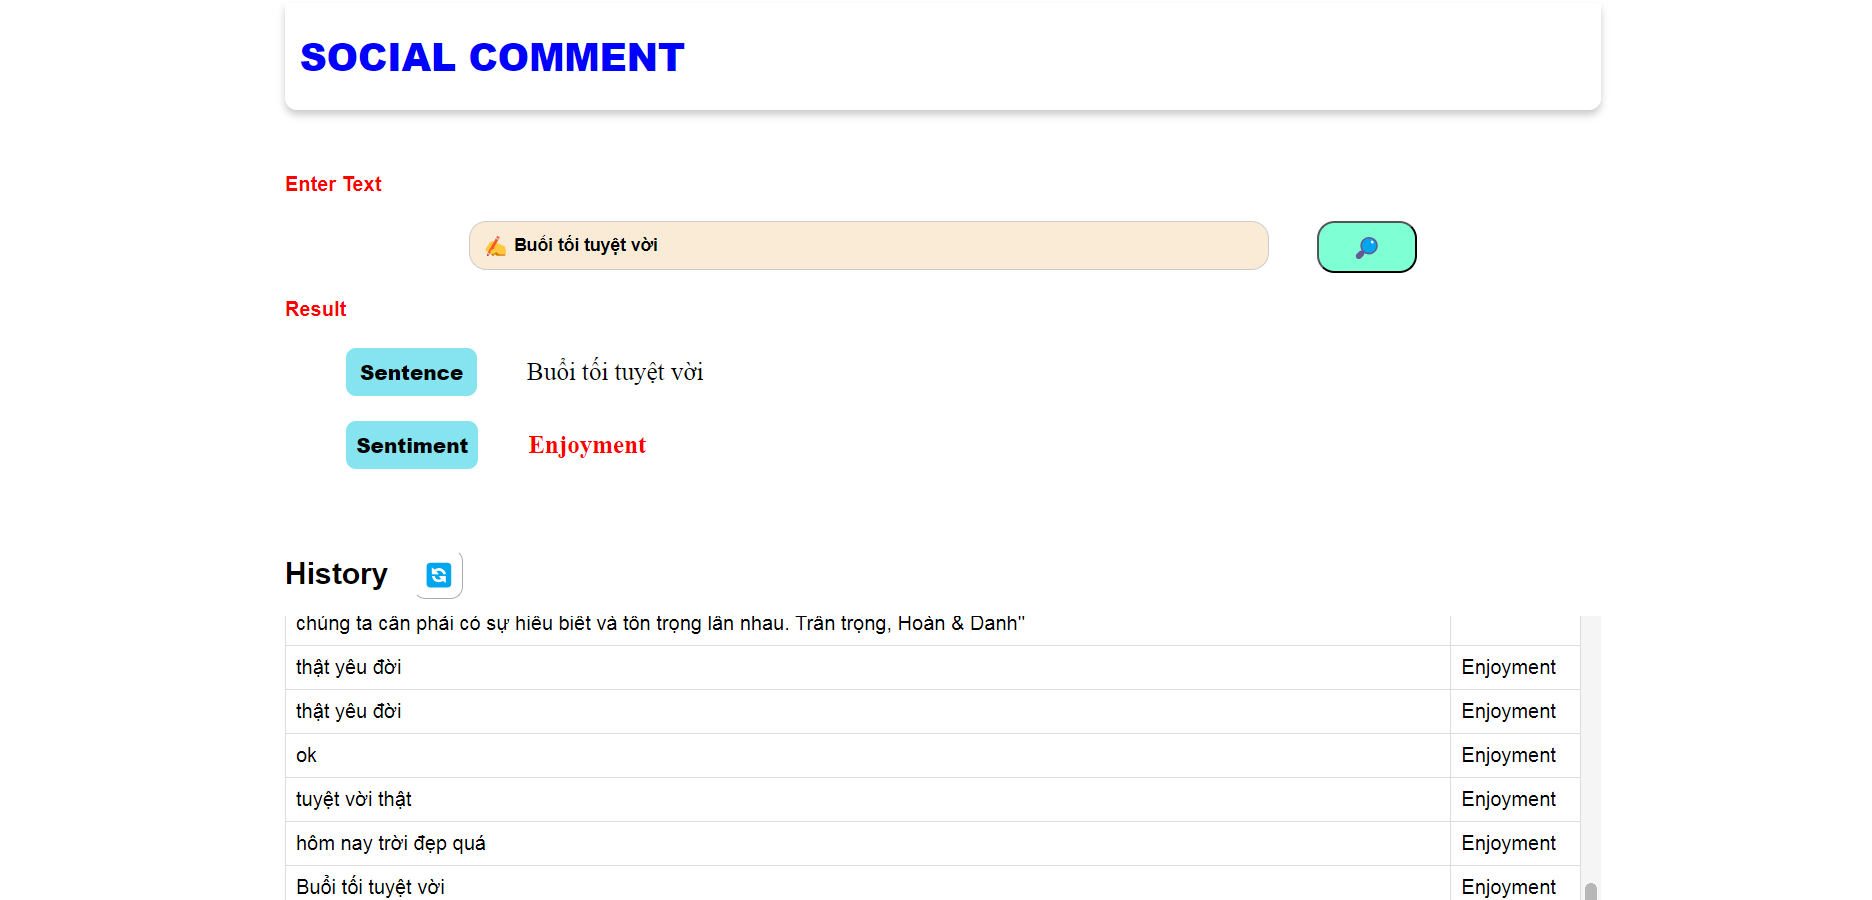 SOCIAL COMMENT
Enter Text
✍ Buổi tối tuyệt vời
Result
Sentence Buổi tối tuyệt vời
Sentiment Enjoyment
History
chúng ta cần phải có sự hiểu biết và tôn trọng lẫn nhau. Trân trọng, Hoàn & Danh"
thật yêu đời Enjoyment
thật yêu đời Enjoyment
ok Enjoyment
tuyệt vời thật Enjoyment
hôm nay trời đẹp quá Enjoyment
Buổi tối tuyệt vời Enjoyment